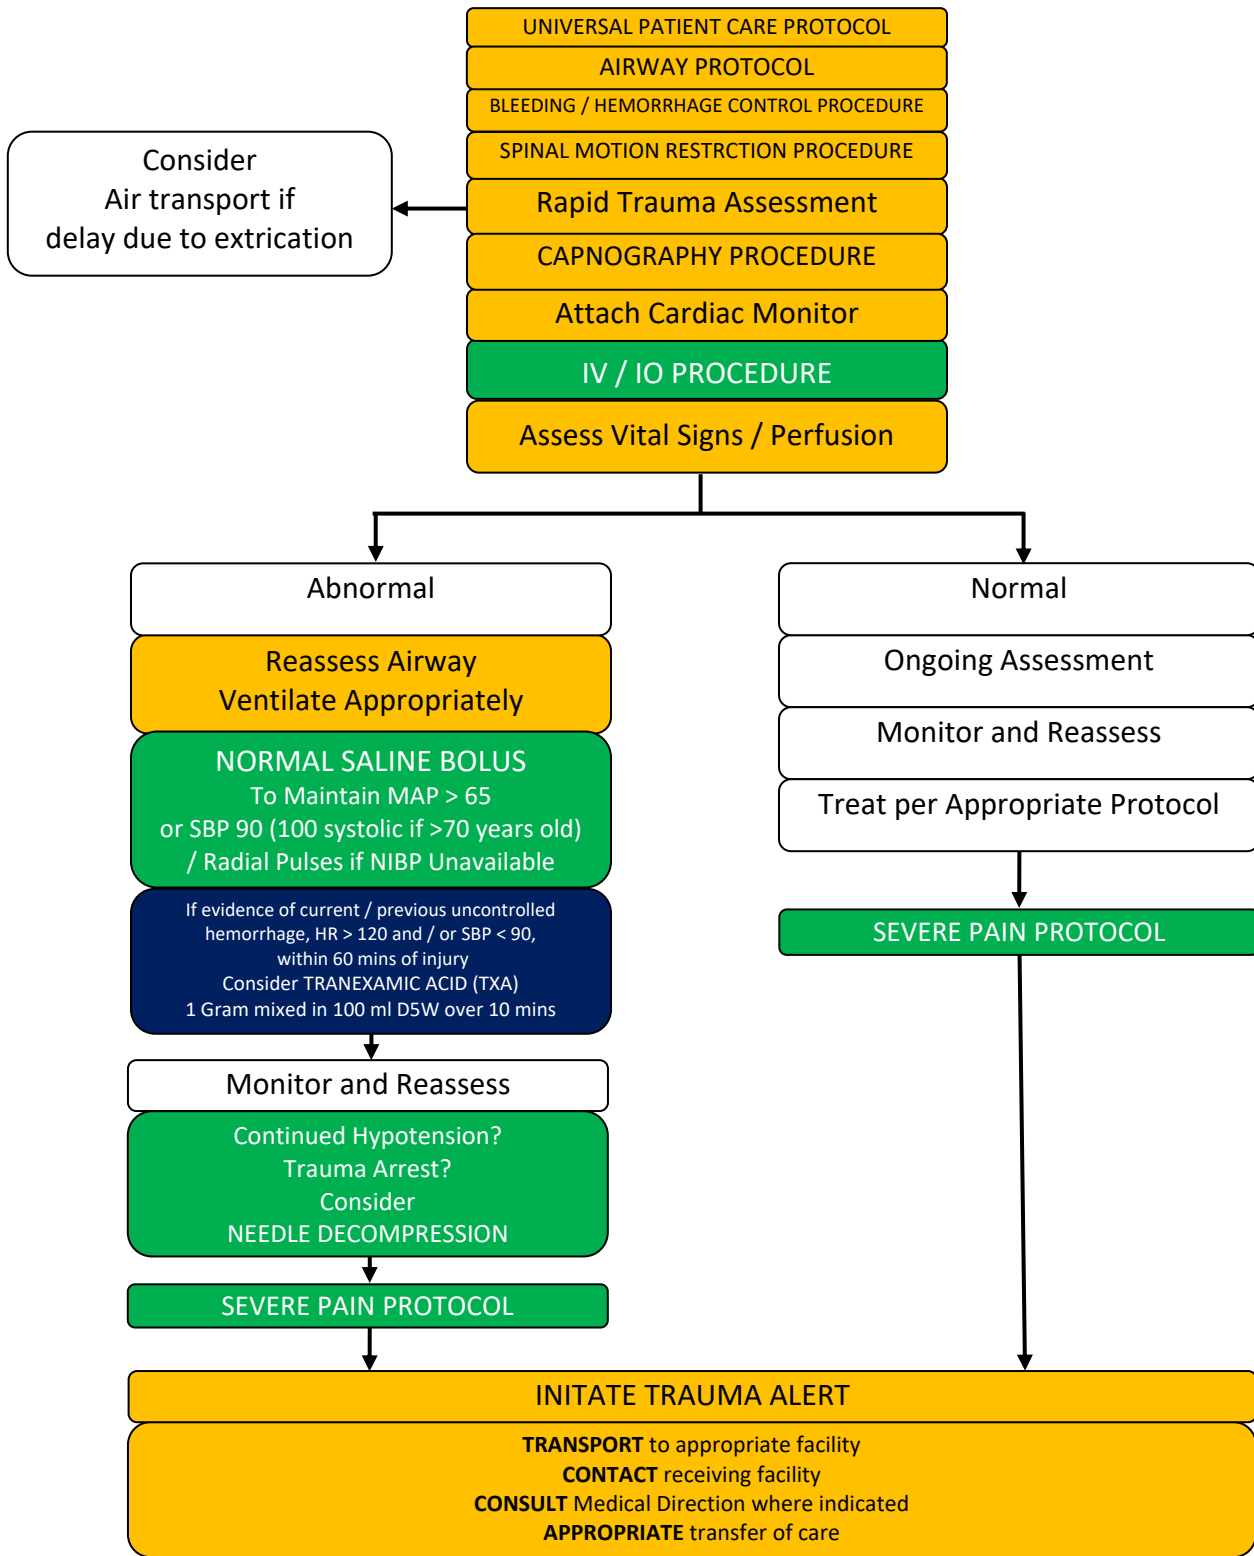 UNIVERSAL PATIENT CARE PROTOCOL
AIRWAY PROTOCOL
BLEEDING / HEMORRHAGE CONTROL PROCEDURE
SPINAL MOTION RESTRCTION PROCEDURE
Consider
Air transport if
delay due to extrication
Rapid Trauma Assessment
CAPNOGRAPHY PROCEDURE
Attach Cardiac Monitor
IV / IO PROCEDURE
Assess Vital Signs / Perfusion
Abnormal
Reassess Airway
Ventilate Appropriately
NORMAL SALINE BOLUS
To Maintain MAP > 65
or SBP 90 (100 systolic if >70 years old)
/ Radial Pulses if NIBP Unavailable
If evidence of current / previous uncontrolled
hemorrhage, HR > 120 and / or SBP < 90,
within 60 mins of injury
Consider TRANEXAMIC ACID (TXA)
1 Gram mixed in 100 ml D5W over 10 mins
Monitor and Reassess
Continued Hypotension?
Trauma Arrest?
Consider
NEEDLE DECOMPRESSION
SEVERE PAIN PROTOCOL
Normal
Ongoing Assessment
Monitor and Reassess
Treat per Appropriate Protocol
SEVERE PAIN PROTOCOL
INITATE TRAUMA ALERT
TRANSPORT to appropriate facility
CONTACT receiving facility
CONSULT Medical Direction where indicated
APPROPRIATE transfer of care